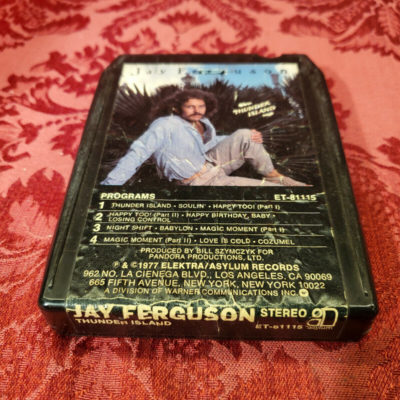 Jay Ferguson
THUNDER
ISLAND
PROGRAMS ET-81115
1 THUNDER ISLAND • SOULIN' • HAPPY TOO! (Part I)
2 HAPPY TOO! (Part II) • HAPPY BIRTHDAY, BABY •
LOSING CONTROL
3 NIGHT SHIFT • BABYLON • MAGIC MOMENT (Part I)
4 MAGIC MOMENT (Part II) • LOVE IS COLD • COZUMEL
PRODUCED BY BILL SZYMCZYK FOR
PANDORA PRODUCTIONS, LTD.
℗ & ©1977 ELEKTRA/ASYLUM RECORDS
962 NO. LA CIENEGA BLVD., LOS ANGELES, CA 90069
665 FIFTH AVENUE, NEW YORK, NEW YORK 10022
A DIVISION OF WARNER COMMUNICATIONS INC.
JAY FERGUSON STEREO
THUNDER ISLAND ET-81115